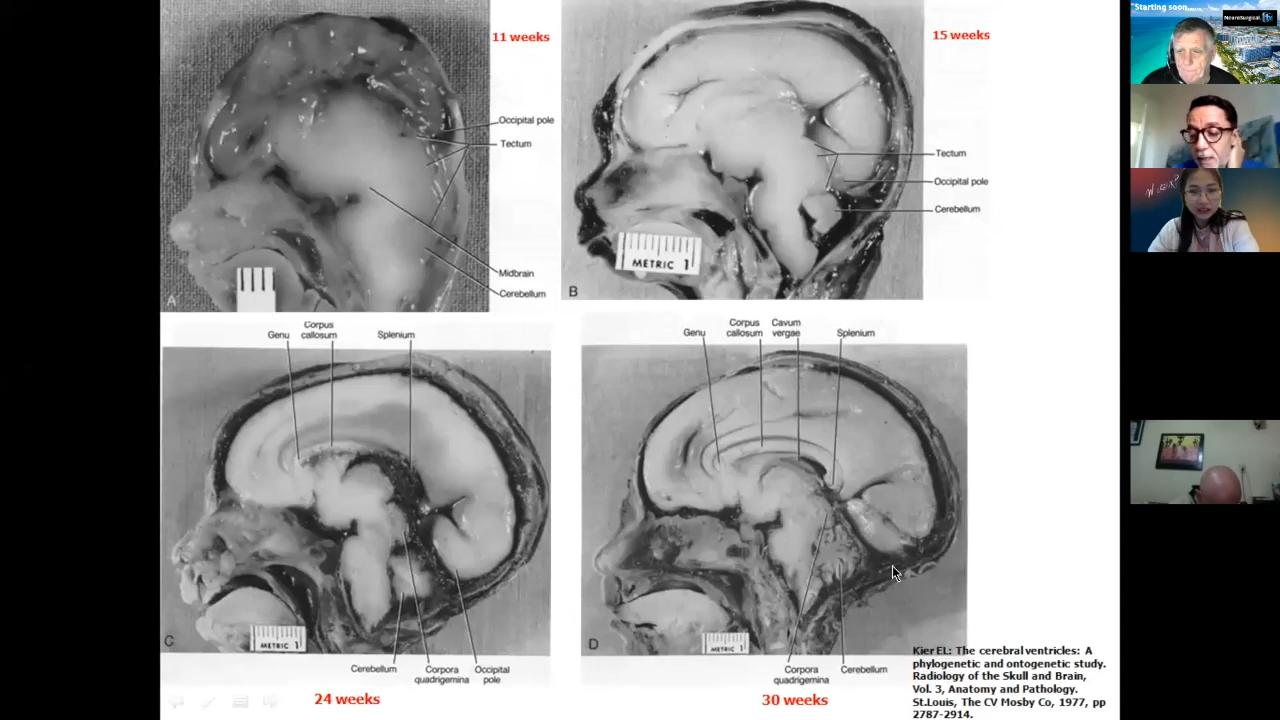 11 weeks
Occipital pole
Tectum
Midbrain
Cerebellum
A
15 weeks
Tectum
Occipital pole
Cerebellum
METRIC 1
B
Genu
Corpus
callosum
Splenium
METRIC 1
C
Cerebellum
Corpora
quadrigemina
Occipital
pole
24 weeks
Genu
Corpus
callosum
Cavum
vergae
Splenium
METRIC 1
D
Corpora
quadrigemina
Cerebellum
30 weeks
Kier EL: The cerebral ventricles: A
phylogenetic and ontogenetic study.
Radiology of the Skull and Brain,
Vol. 3, Anatomy and Pathology.
St.Louis, The CV Mosby Co, 1977, pp
2787-2914.
"Starting soon...
NeuroSurgical